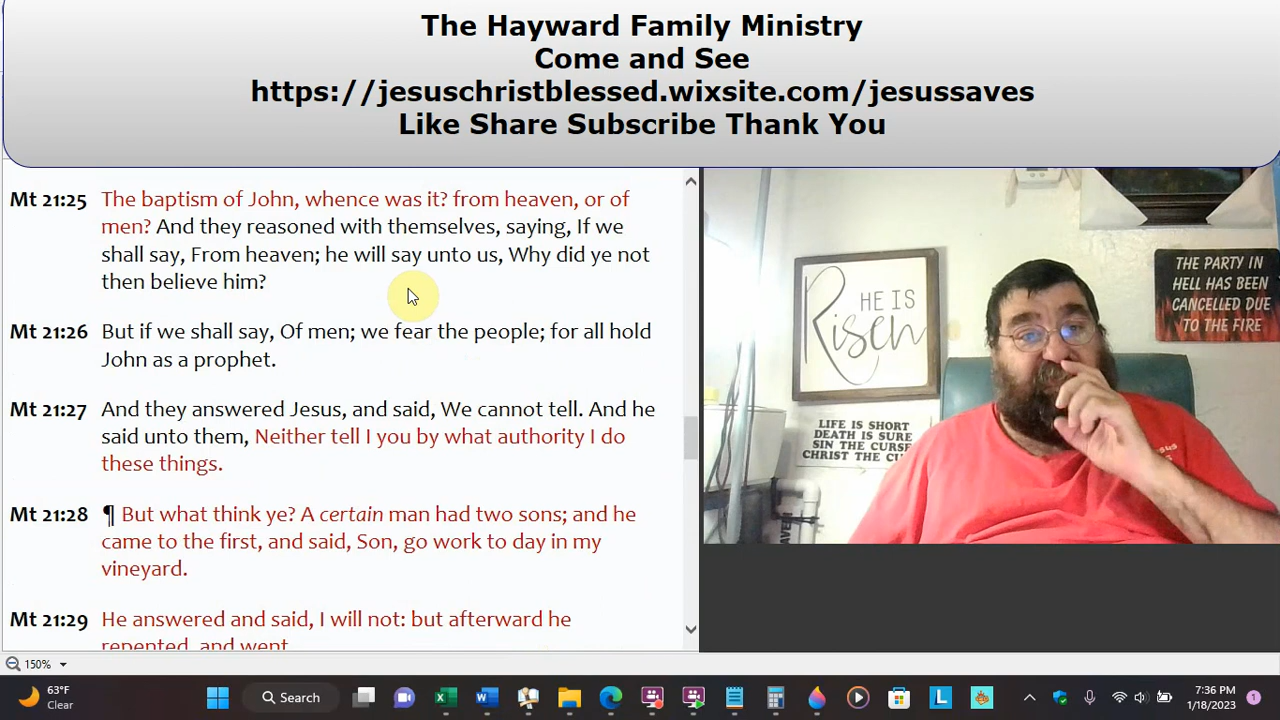 The Hayward Family Ministry
Come and See
https://jesuschristblessed.wixsite.com/jesussaves
Like Share Subscribe Thank You
Mt 21:25 The baptism of John, whence was it? from heaven, or of
men? And they reasoned with themselves, saying, If we
shall say, From heaven; he will say unto us, Why did ye not
then believe him?
Mt 21:26 But if we shall say, Of men; we fear the people; for all hold
John as a prophet.
Mt 21:27 And they answered Jesus, and said, We cannot tell. And he
said unto them, Neither tell I you by what authority I do
these things.
Mt 21:28 ¶ But what think ye? A certain man had two sons; and he
came to the first, and said, Son, go work to day in my
vineyard.
Mt 21:29 He answered and said, I will not: but afterward he
repented, and went.
HE IS
Risen
THE PARTY IN
HELL HAS BEEN
CANCELLED DUE
TO THE FIRE
LIFE IS SHORT
DEATH IS SURE
SIN THE CURSE
CHRIST THE
150%
63°F
Clear
Search
7:36 PM
1/18/2023
1